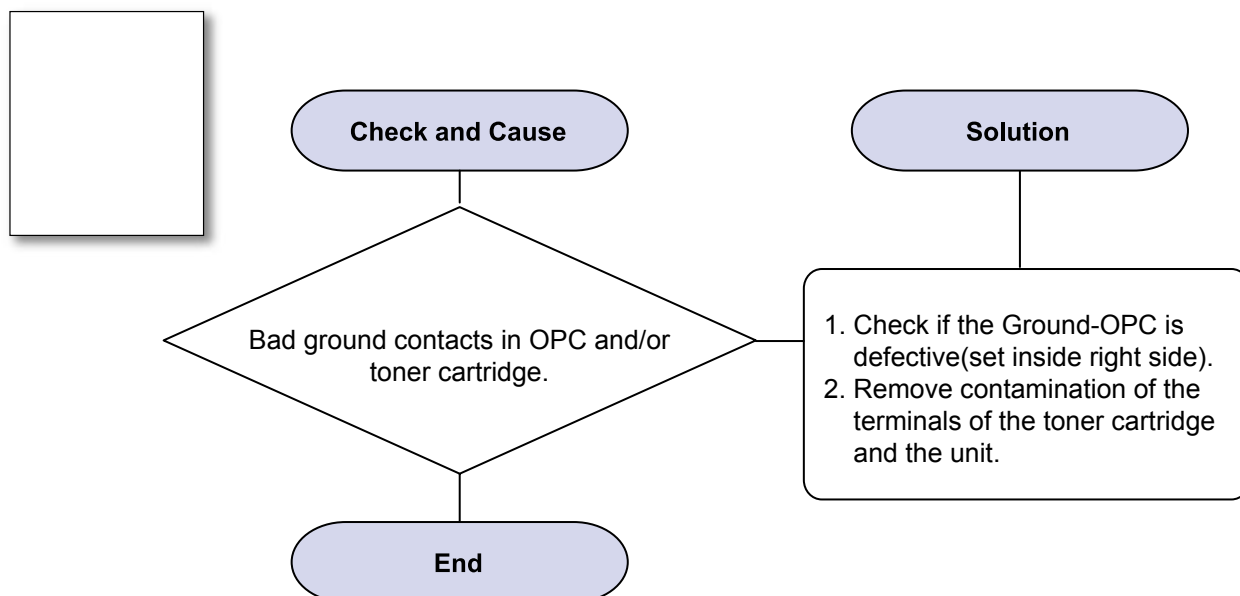 Check and Cause
Solution
Bad ground contacts in OPC and/or
toner cartridge.
1. Check if the Ground-OPC is
defective(set inside right side).
2. Remove contamination of the
terminals of the toner cartridge
and the unit.
End